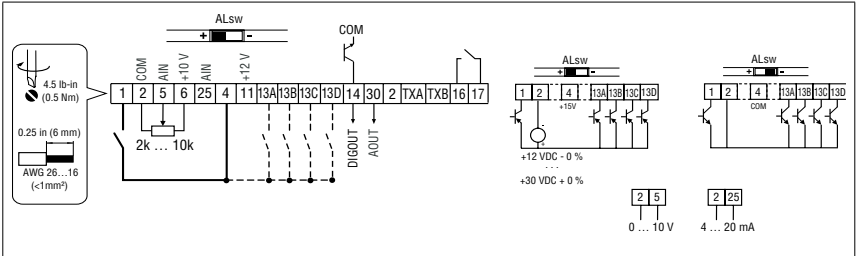 ALsw
+ -
COM
COM
AIN
+10 V
AIN
+12 V
4.5 lb-in
(0.5 Nm)
0.25 in (6 mm)
AWG 26…16
(<1mm²)
1 2 5 6 25 4 11 13A 13B 13C 13D 14 30 2 TXA TXB 16 17
2k … 10k
DIGOUT
AOUT
ALsw
+ -
1 2 4 13A 13B 13C 13D
+15V
+12 VDC - 0 %
…
+30 VDC + 0 %
ALsw
+ -
1 2 4 13A 13B 13C 13D
COM
2 5
0 … 10 V
2 25
4 … 20 mA